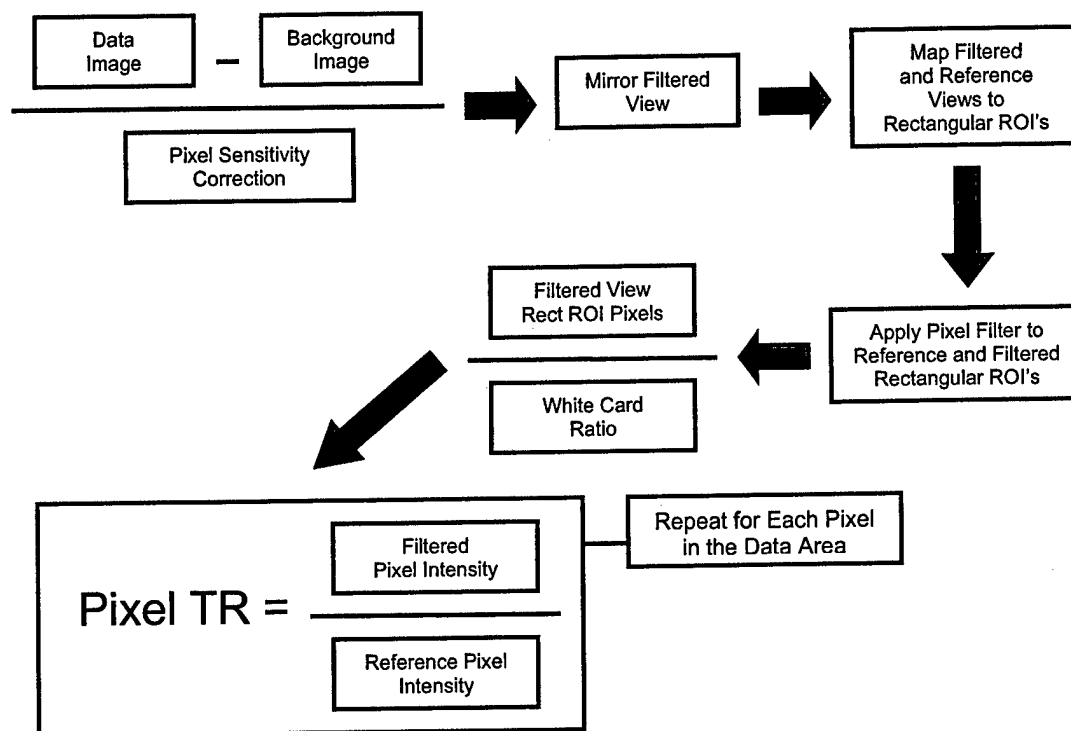 Data
Image
–
Background
Image
Pixel Sensitivity
Correction
Mirror Filtered
View
Map Filtered
and Reference
Views to
Rectangular ROI's
Apply Pixel Filter to
Reference and Filtered
Rectangular ROI's
Filtered View
Rect ROI Pixels
White Card
Ratio
Pixel TR =
Filtered
Pixel Intensity
Reference Pixel
Intensity
Repeat for Each Pixel
in the Data Area